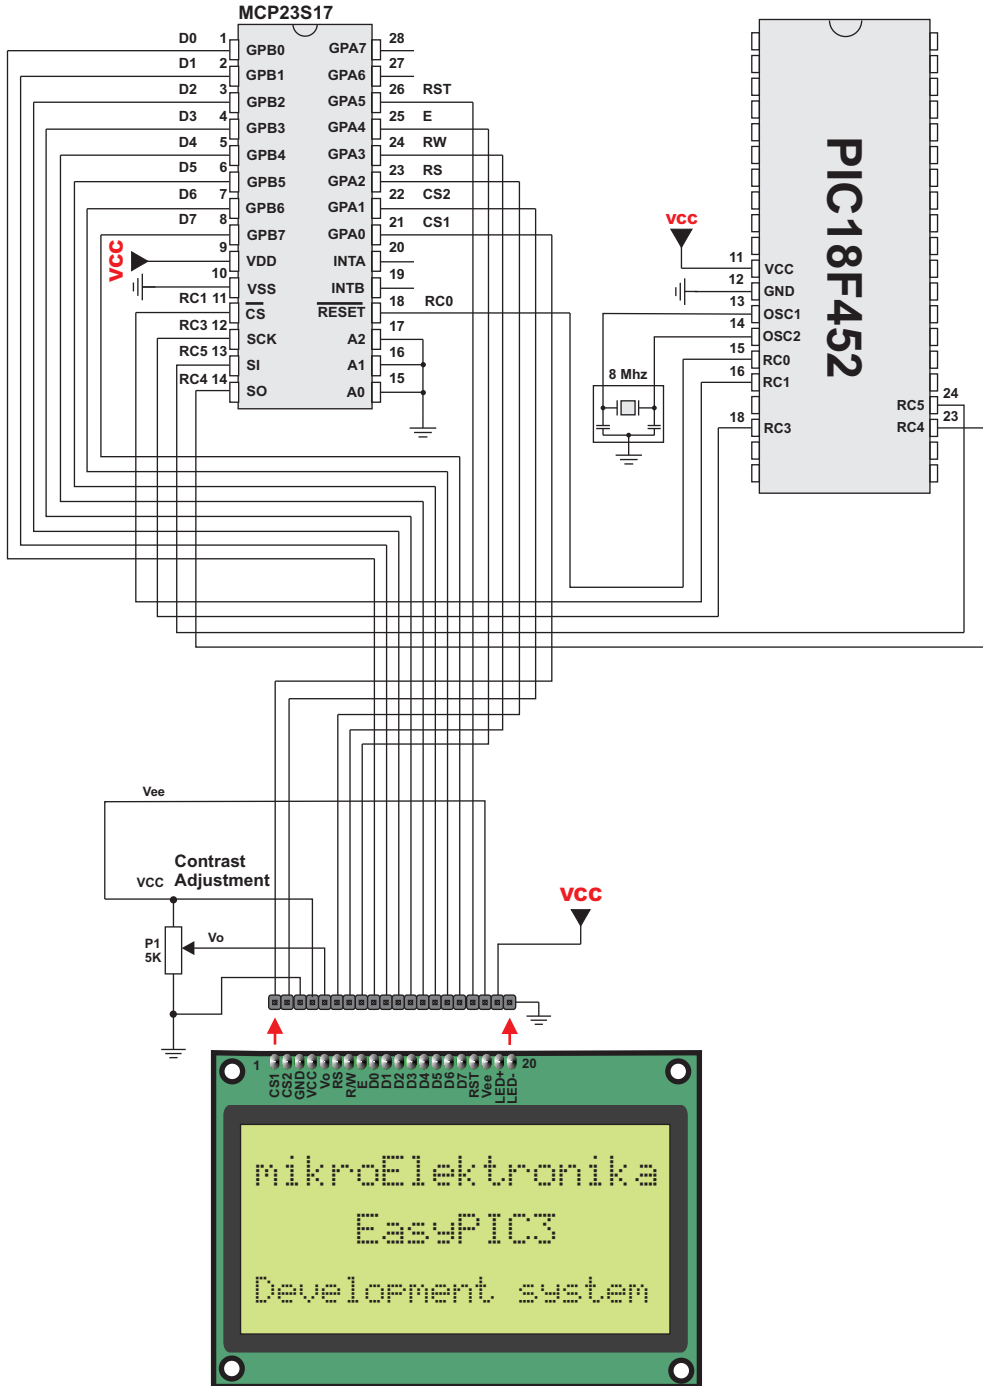 MCP23S17
D0 1 GPB0 GPA7 28
D1 2 GPB1 GPA6 27
D2 3 GPB2 GPA5 26 RST
D3 4 GPB3 GPA4 25 E
D4 5 GPB4 GPA3 24 RW
D5 6 GPB5 GPA2 23 RS
D6 7 GPB6 GPA1 22 CS2
D7 8 GPB7 GPA0 21 CS1
VCC 9 VDD INTA 20
10 VSS INTB 19
RC1 11 CS RESET 18 RC0
RC3 12 SCK A2 17
RC5 13 SI A1 16
RC4 14 SO A0 15
PIC18F452
VCC
11 VCC
12 GND
13 OSC1
14 OSC2
15 RC0
16 RC1
18 RC3
RC5 24
RC4 23
8 Mhz
Vee
Contrast
Adjustment
VCC
P1
5K
Vo
VCC
1 CS1 CS2 GND VCC Vo RS R/W E D0 D1 D2 D3 D4 D5 D6 D7 RST Vee LED+ LED- 20
mikroElektronika
EasyPIC3
Development system